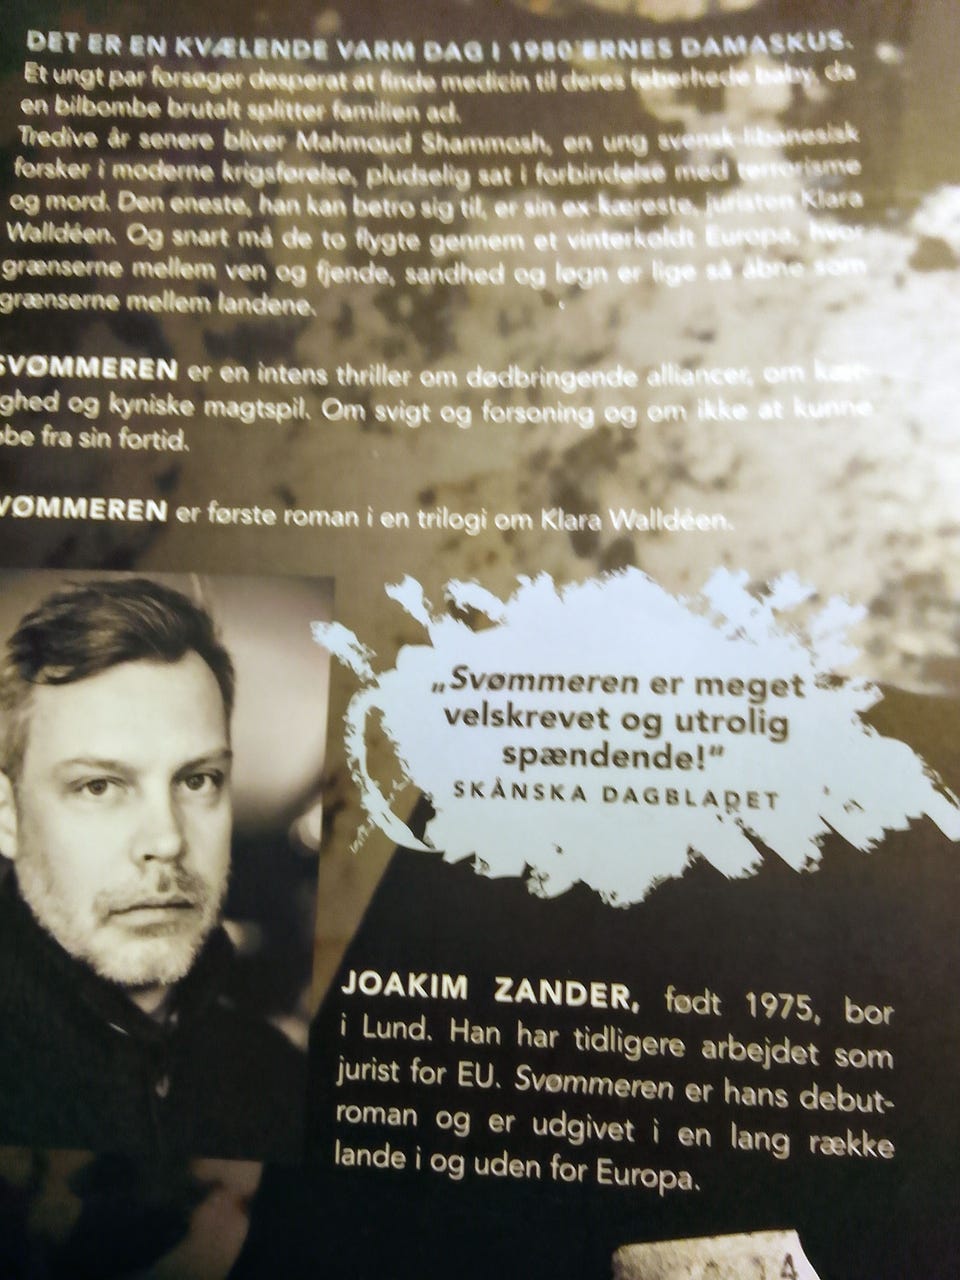 DET ER EN KVÆLENDE VARM DAG I 1980'ERNES DAMASKUS.
Et ungt par forsøger desperat at finde medicin til deres feberhede baby, da
en bilbombe brutalt splitter familien ad.
Tredive år senere bliver Mahmoud Shammosh, en ung svensk-libanesisk
forsker i moderne krigsførelse, pludselig sat i forbindelse med terrorisme
og mord. Den eneste, han kan betro sig til, er sin ex-kæreste, juristen Klara
Walldéen. Og snart må de to flygte gennem et vinterkoldt Europa, hvor
grænserne mellem ven og fjende, sandhed og løgn er lige så åbne som
grænserne mellem landene.
SVØMMEREN er en intens thriller om dødbringende alliancer, om kær-
ghed og kyniske magtspil. Om svigt og forsoning og om ikke at kunne
øbe fra sin fortid.
VØMMEREN er første roman i en trilogi om Klara Walldéen.
„Svømmeren er meget
velskrevet og utrolig
spændende!“
SKÅNSKA DAGBLADET
JOAKIM ZANDER, født 1975, bor
i Lund. Han har tidligere arbejdet som
jurist for EU. Svømmeren er hans debut-
roman og er udgivet i en lang række
lande i og uden for Europa.